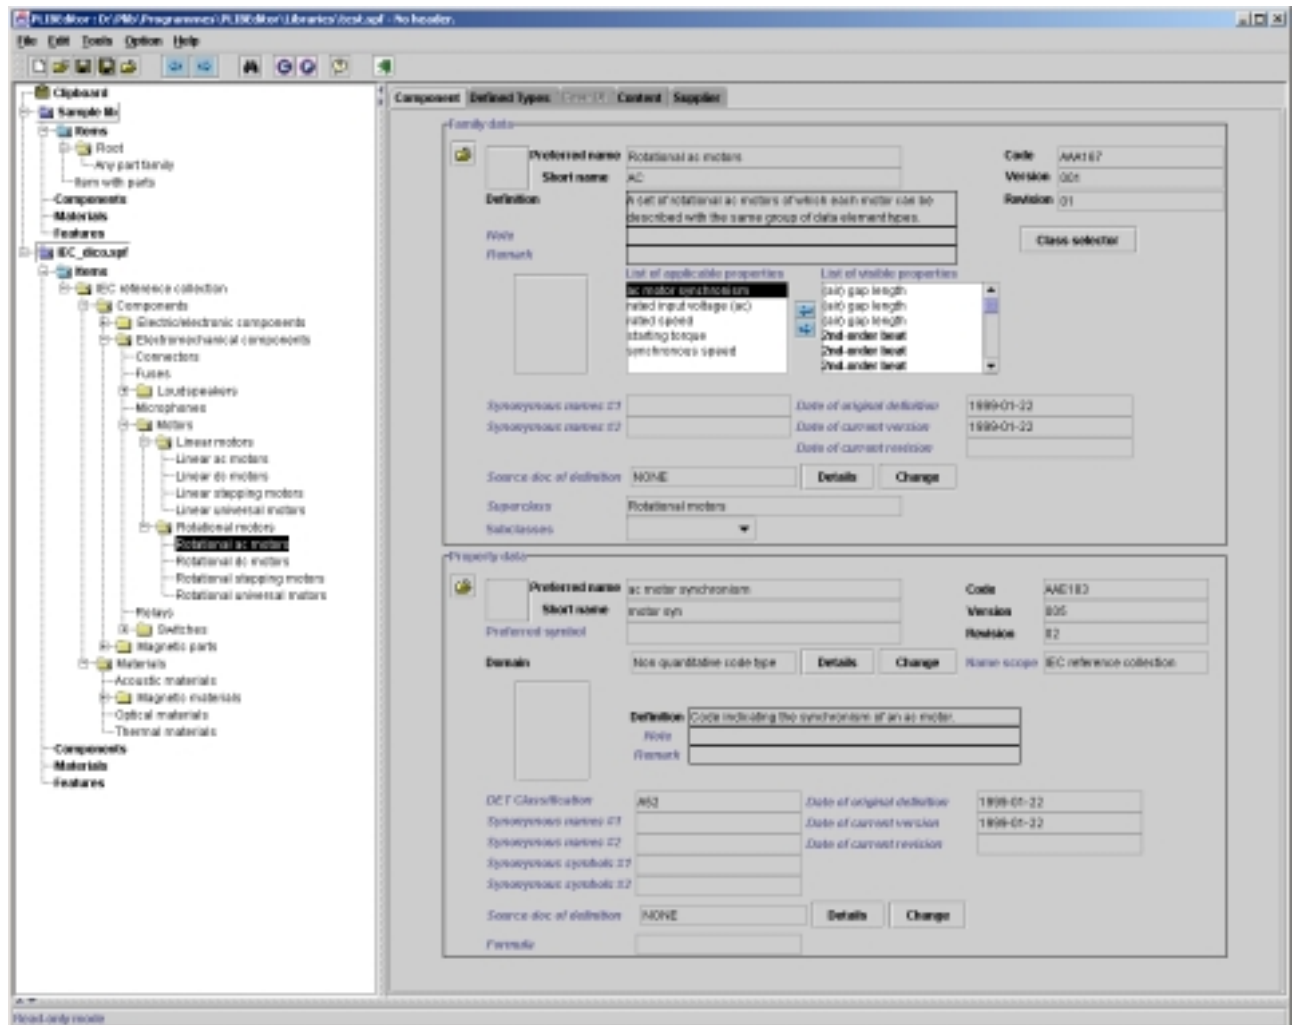 PLIBEditor : D:\Plib\Programmes\PLIBEditor\Libraries\test.spf - No header.
File Edit Tools Option Help
Clipboard
Sample lib
Items
Root
Any part family
Item with parts
Components
Materials
Features
IEC_dico.spf
Items
IEC reference collection
Components
Electric/electronic components
Electromechanical components
Connectors
Fuses
Loudspeakers
Microphones
Motors
Linear motors
Linear ac motors
Linear dc motors
Linear stepping motors
Linear universal motors
Rotational motors
Rotational ac motors
Rotational dc motors
Rotational stepping motors
Rotational universal motors
Relays
Switches
Magnetic parts
Materials
Acoustic materials
Magnetic materials
Optical materials
Thermal materials
Components
Materials
Features
Component Defined Types Content Supplier
Family data
Preferred name Rotational ac motors Code AAA187
Short name AC Version 001
Definition A set of rotational ac motors of which each motor can be Revision 01
described with the same group of data element types.
Note
Remark
Class selector
List of applicable properties List of visible properties
ac motor synchronism (air) gap length
rated input voltage (ac) (air) gap length
rated speed (air) gap length
starting torque 2nd-order beat
synchronous speed 2nd-order beat
2nd-order beat
Synonymous names #1 Date of original definition 1999-01-22
Synonymous names #2 Date of current version 1999-01-22
Date of current revision
Source doc of definition NONE Details Change
Superclass Rotational motors
Subclasses
Property data
Preferred name ac motor synchronism Code AAE183
Short name motor syn Version 005
Preferred symbol Revision 02
Domain Non quantitative code type Details Change Name scope IEC reference collection
Definition Code indicating the synchronism of an ac motor.
Note
Remark
DET Classification A52 Date of original definition 1999-01-22
Synonymous names #1 Date of current version 1999-01-22
Synonymous names #2 Date of current revision
Synonymous symbols #1
Synonymous symbols #2
Source doc of definition NONE Details Change
Formula
Read-only mode